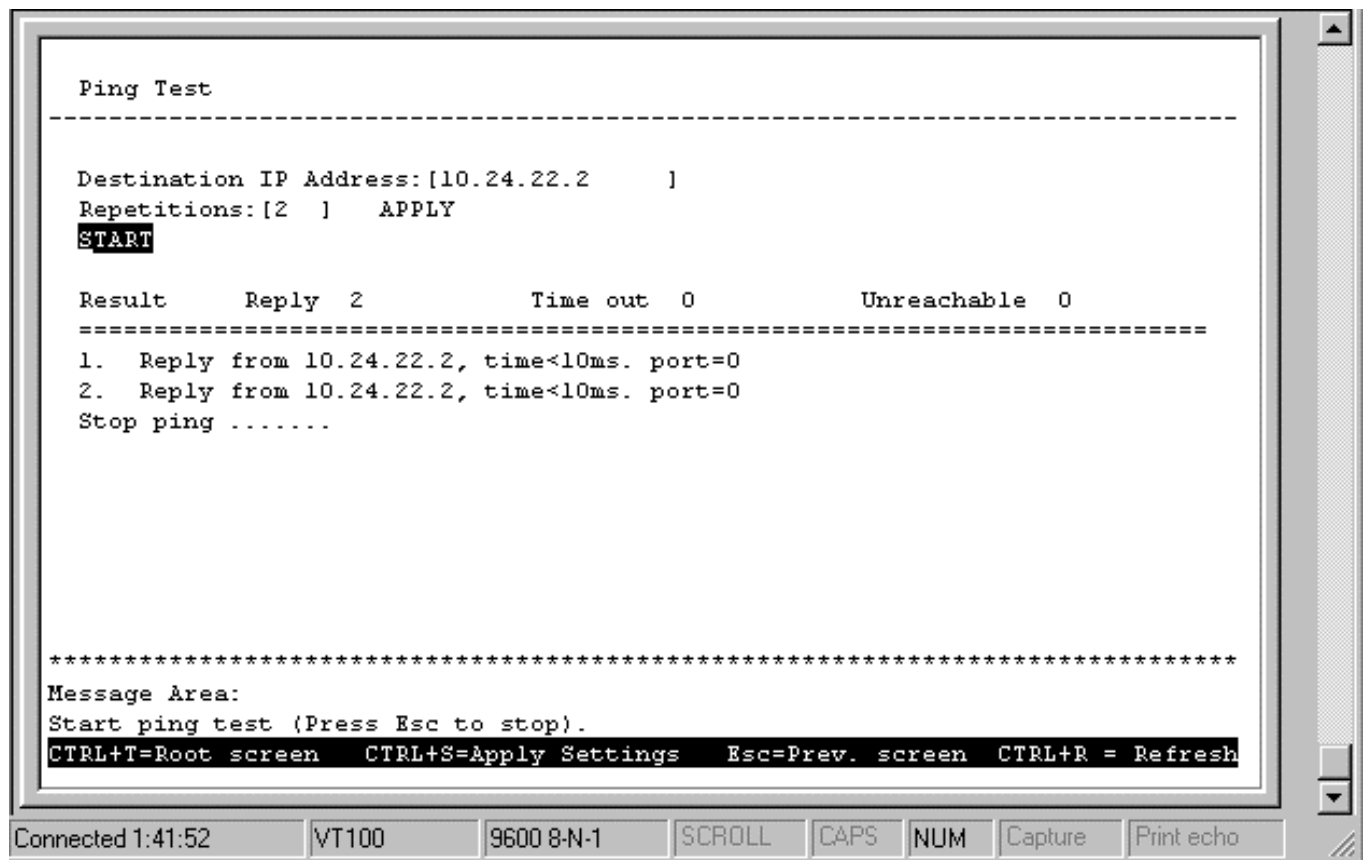 Ping Test
-------------------------------------------------------------------------------
Destination IP Address:[10.24.22.2     ]
Repetitions:[2  ]   APPLY
START
Result     Reply  2         Time out  0         Unreachable  0
===========================================================================
1.  Reply from 10.24.22.2, time<10ms. port=0
2.  Reply from 10.24.22.2, time<10ms. port=0
Stop ping .......
*******************************************************************************
Message Area:
Start ping test (Press Esc to stop).
CTRL+T=Root screen   CTRL+S=Apply Settings   Esc=Prev. screen  CTRL+R = Refresh
Connected 1:41:52 VT100 9600 8-N-1 SCROLL CAPS NUM Capture Print echo